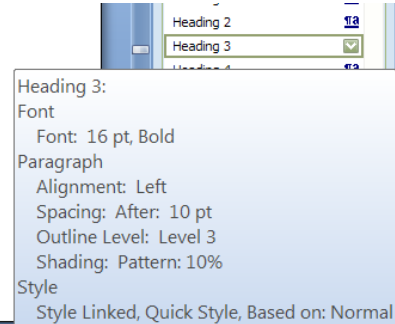 Heading 2 ¶a
Heading 3
Heading 3:
Font
Font: 16 pt, Bold
Paragraph
Alignment: Left
Spacing: After: 10 pt
Outline Level: Level 3
Shading: Pattern: 10%
Style
Style Linked, Quick Style, Based on: Normal